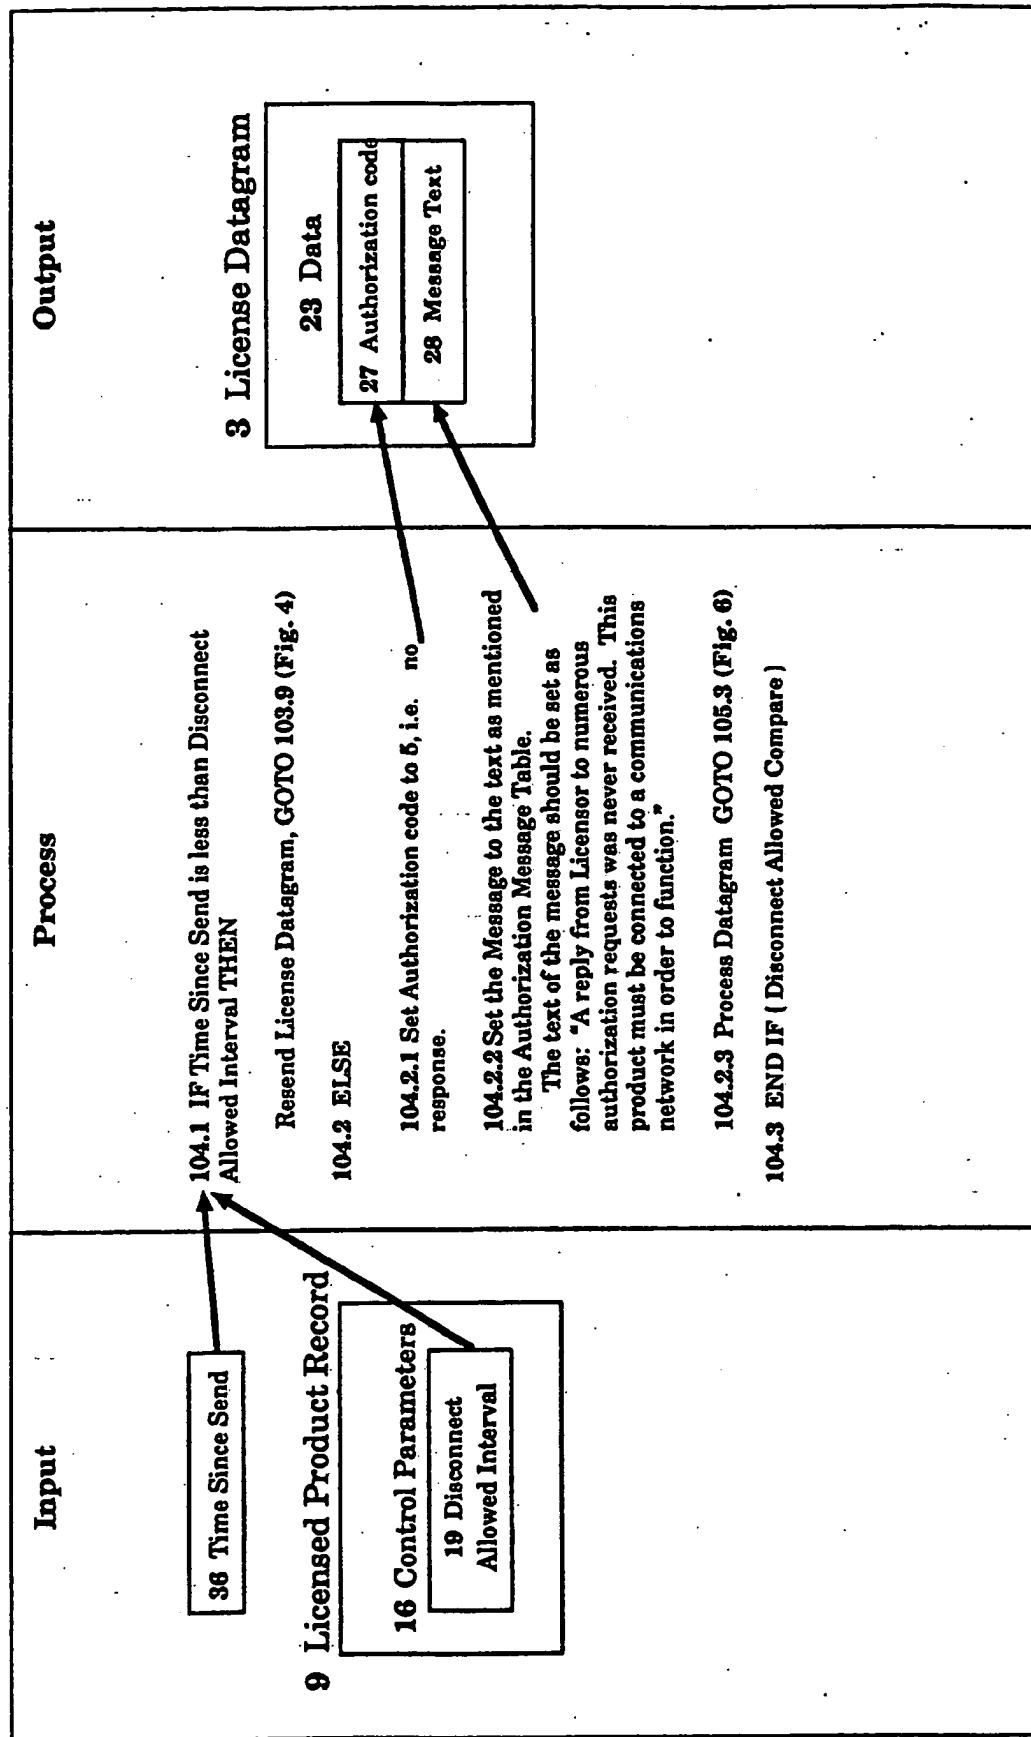 Input
36 Time Since Send
9 Licensed Product Record
16 Control Parameters
19 Disconnect
Allowed Interval
Process
104.1 IF Time Since Send is less than Disconnect
Allowed Interval THEN
Resend License Datagram, GOTO 103.9 (Fig. 4)
104.2 ELSE
104.2.1 Set Authorization code to 5, i.e. no
response.
104.2.2 Set the Message to the text as mentioned
in the Authorization Message Table.
The text of the message should be set as
follows: "A reply from Licensor to numerous
authorization requests was never received. This
product must be connected to a communications
network in order to function."
104.2.3 Process Datagram GOTO 105.3 (Fig. 6)
104.3 END IF { Disconnect Allowed Compare }
Output
3 License Datagram
23 Data
27 Authorization code
28 Message Text